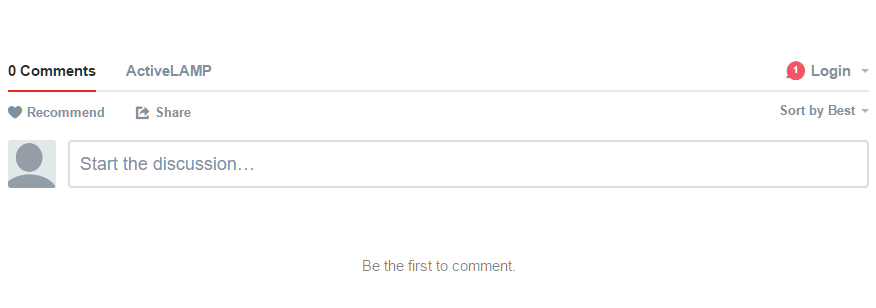 0 Comments ActiveLAMP 1 Login
Recommend Share Sort by Best
Start the discussion…
Be the first to comment.